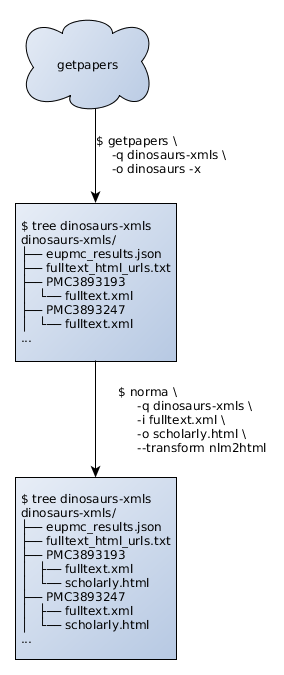 getpapers
$ getpapers \
-q dinosaurs-xmls \
-o dinosaurs -x
$ tree dinosaurs-xmls
dinosaurs-xmls/
├── eupmc_results.json
├── fulltext_html_urls.txt
├── PMC3893193
│   └── fulltext.xml
├── PMC3893247
│   └── fulltext.xml
...
$ norma \
-q dinosaurs-xmls \
-i fulltext.xml \
-o scholarly.html \
--transform nlm2html
$ tree dinosaurs-xmls
dinosaurs-xmls/
├── eupmc_results.json
├── fulltext_html_urls.txt
├── PMC3893193
│   ├── fulltext.xml
│   └── scholarly.html
├── PMC3893247
│   ├── fulltext.xml
│   └── scholarly.html
...